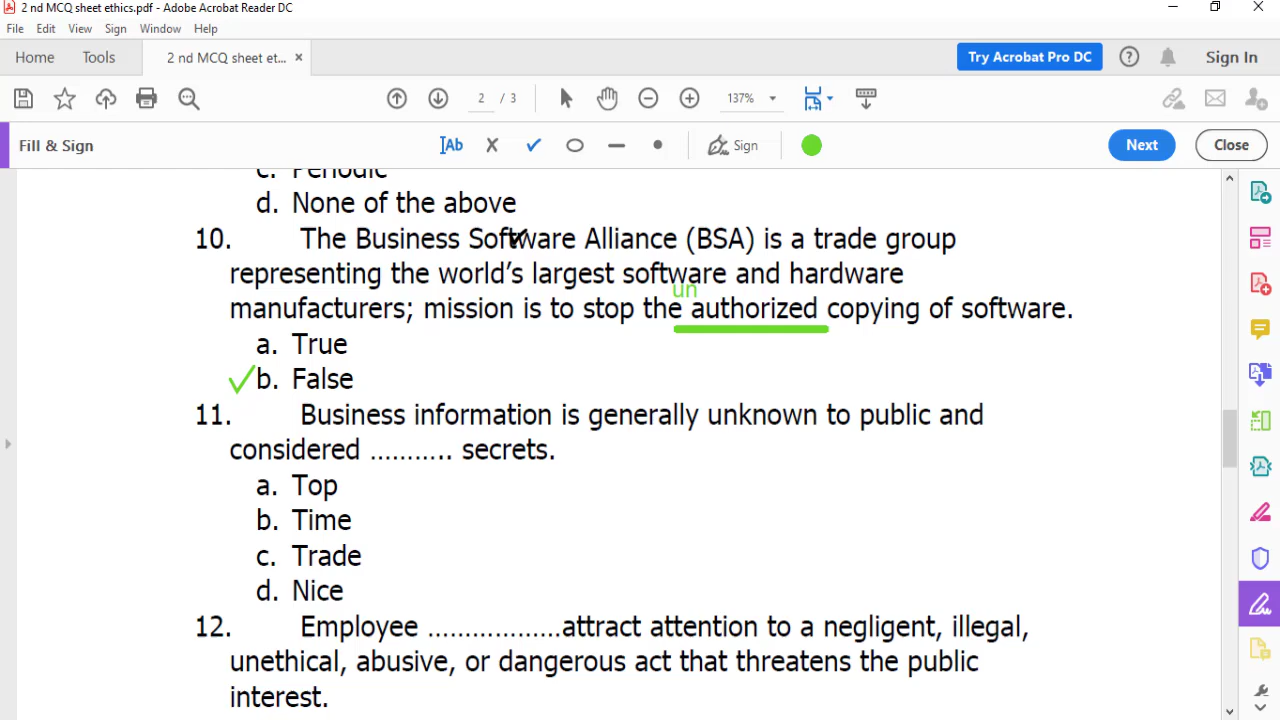 2 nd MCQ sheet ethics.pdf - Adobe Acrobat Reader DC
File Edit View Sign Window Help
Home Tools 2 nd MCQ sheet et... × Try Acrobat Pro DC Sign In
2 / 3 137%
Fill & Sign Ab Sign Next Close
c. Periodic
d. None of the above
10. The Business Software Alliance (BSA) is a trade group
representing the world's largest software and hardware
un
manufacturers; mission is to stop the authorized copying of software.
a. True
b. False
11. Business information is generally unknown to public and
considered ……….. secrets.
a. Top
b. Time
c. Trade
d. Nice
12. Employee ………………attract attention to a negligent, illegal,
unethical, abusive, or dangerous act that threatens the public
interest.